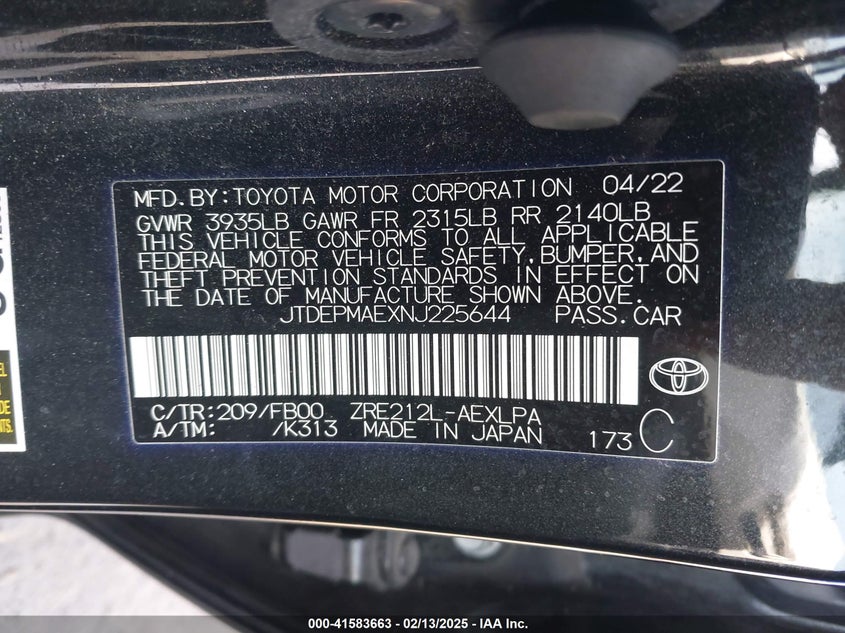 MFD.BY:TOYOTA MOTOR CORPORATION 04/22
GVWR 3935LB GAWR FR 2315LB RR 2140LB
THIS VEHICLE CONFORMS TO ALL APPLICABLE
FEDERAL MOTOR VEHICLE SAFETY,BUMPER,AND
THEFT PREVENTION STANDARDS IN EFFECT ON
THE DATE OF MANUFACTURE SHOWN ABOVE.
JTDEPMAEXNJ225644 PASS.CAR
C/TR:209/FB00 ZRE212L-AEXLPA
A/TM: /K313 MADE IN JAPAN 173 C
000-41583663 - 02/13/2025 - IAA Inc.